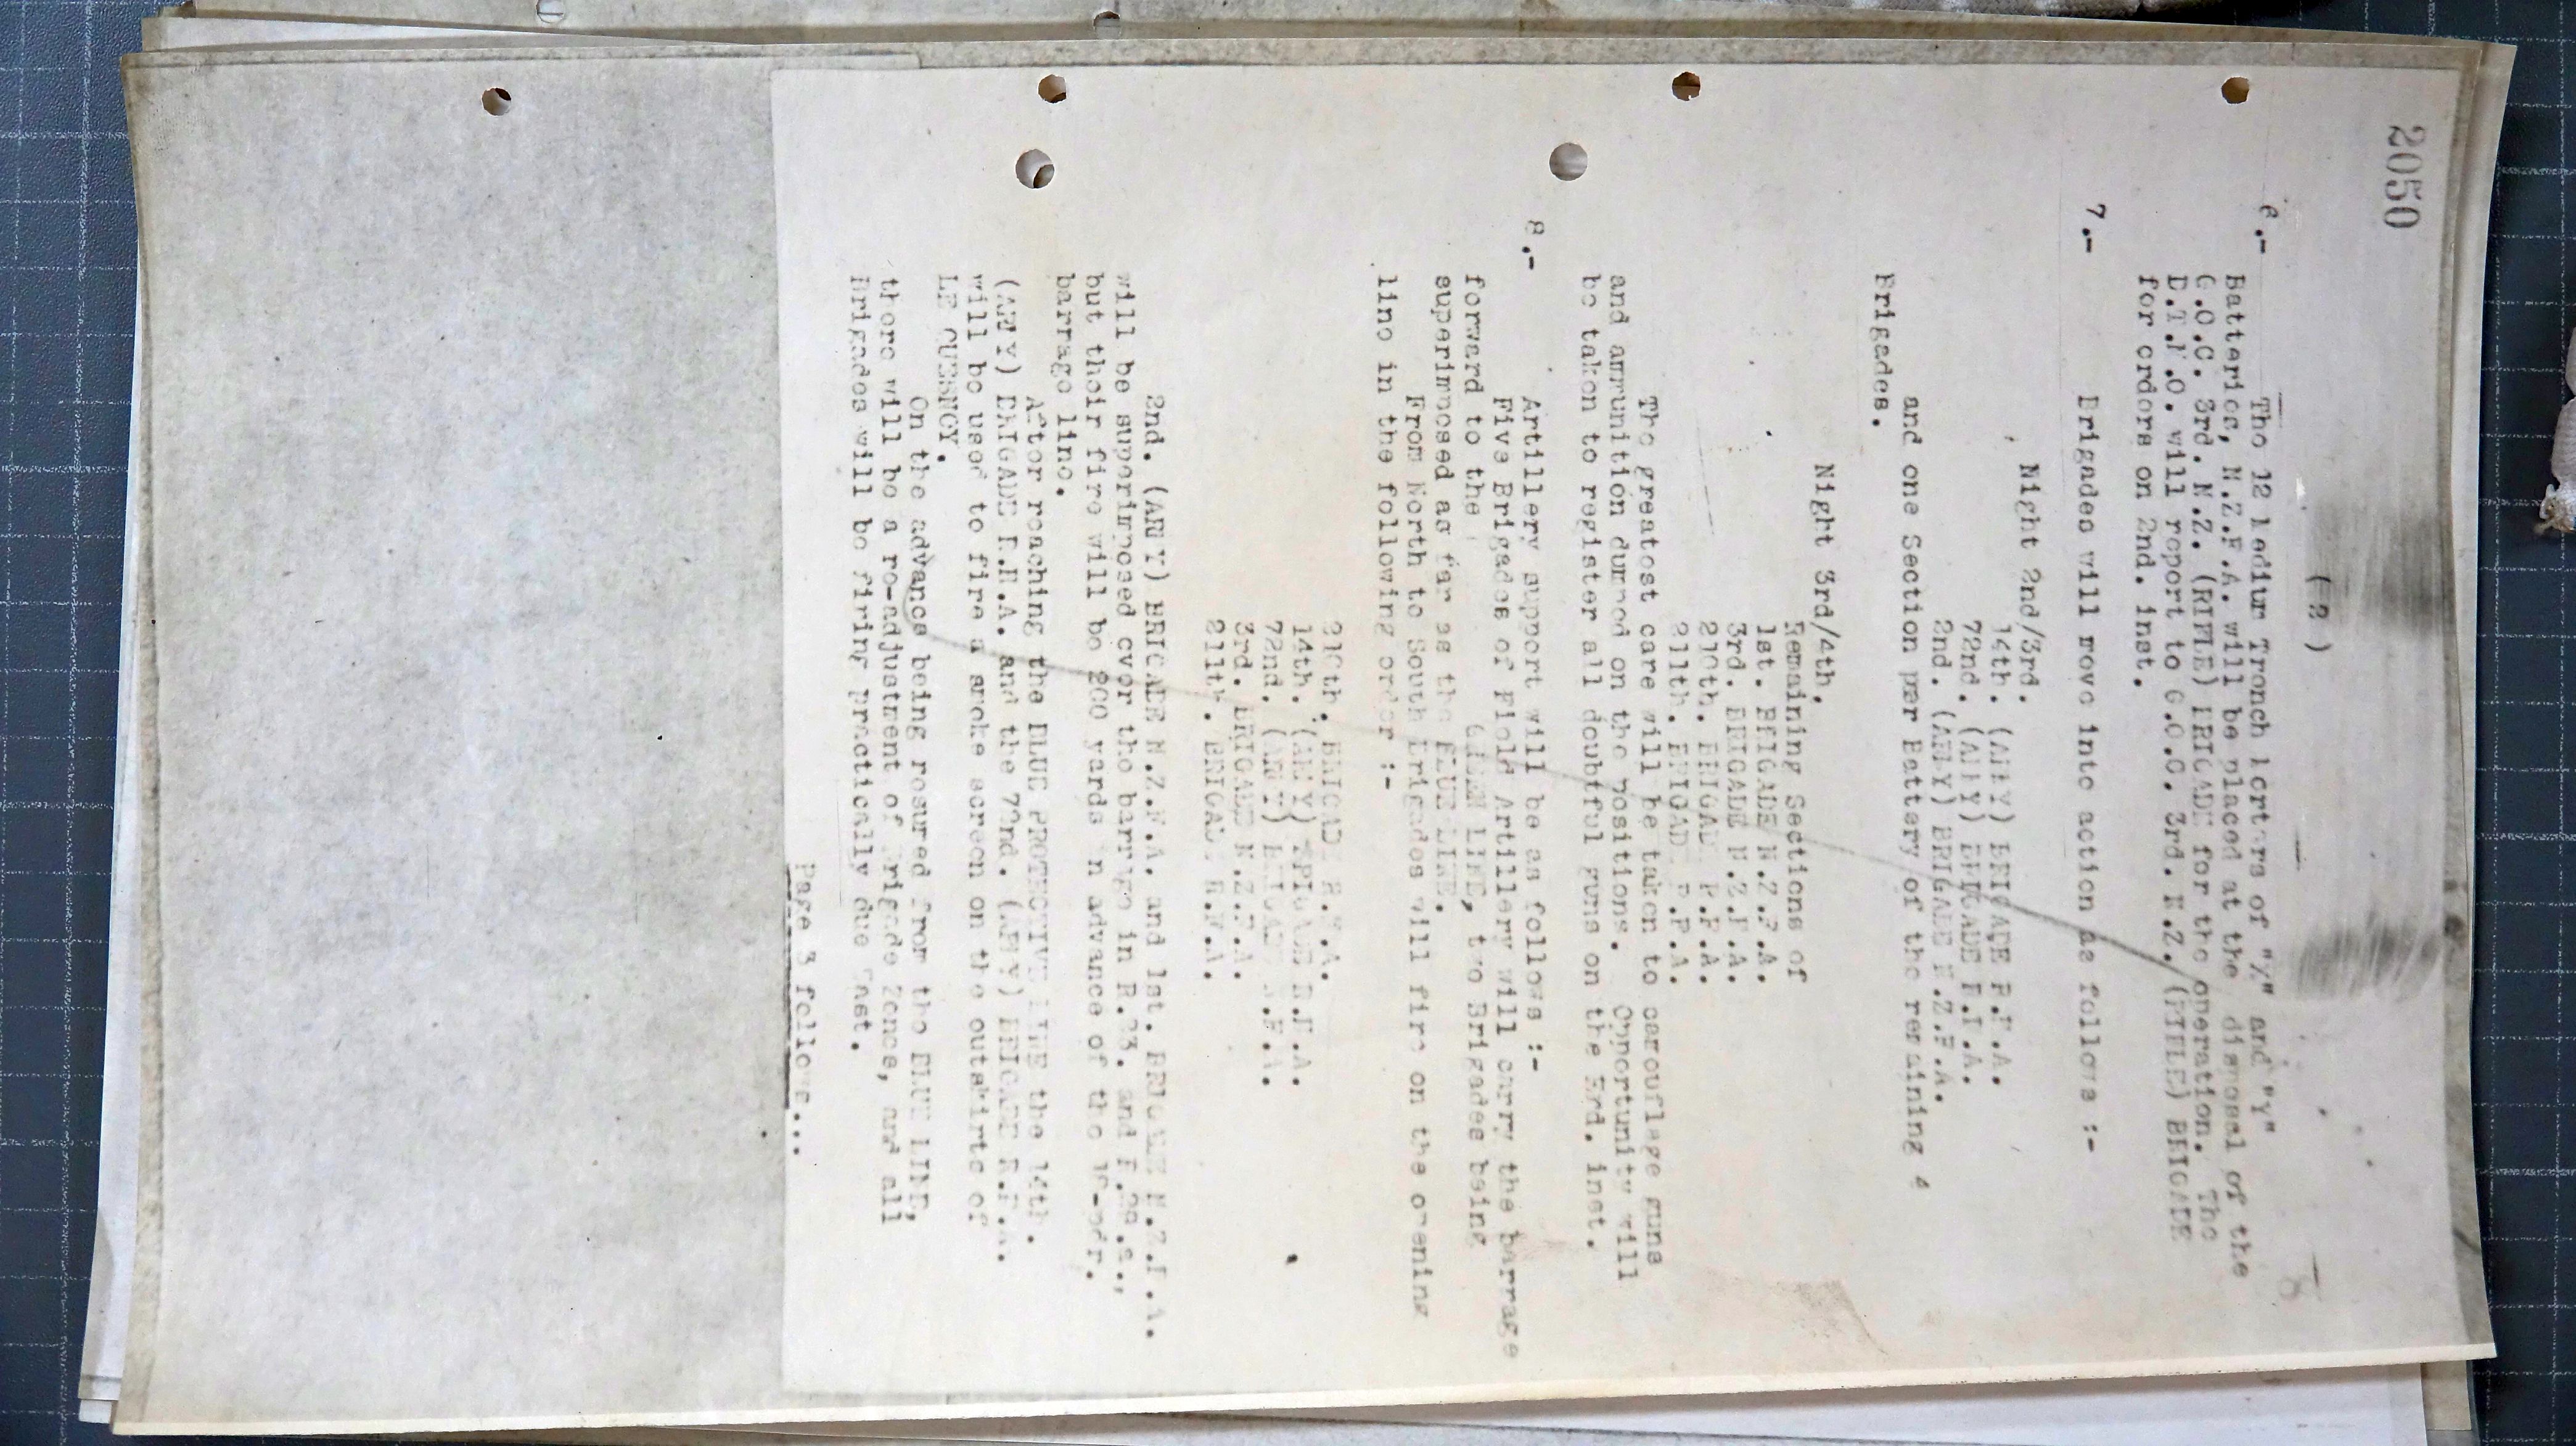 2050
( 2 )
6.- The 12 Medium Trench Mortars of "X" and "Y"
Batteries, N.Z.F.A. will be placed at the disposal of the
G.O.C. 3rd. N.Z. (RIFLE) BRIGADE for the operation. The
D.T.M.O. will report to G.O.C. 3rd. N.Z. (RIFLE) BRIGADE
for orders on 2nd. inst.
7.- Brigades will move into action as follows :-
Night 2nd/3rd.
14th. (ARMY) BRIGADE R.F.A.
72nd. (ARMY) BRIGADE R.F.A.
2nd. (ARMY) BRIGADE N.Z.F.A.
and one Section per Battery of the remaining 4
Brigades.
Night 3rd/4th.
Remaining Sections of
1st. BRIGADE N.Z.F.A.
3rd. BRIGADE N.Z.F.A.
210th. BRIGADE R.F.A.
211th. BRIGADE R.F.A.
The greatest care will be taken to camouflage guns
and ammunition dumped on the positions. Opportunity will
be taken to register all doubtful guns on the 3rd. inst.
8.- Artillery support will be as follows :-
Five Brigades of Field Artillery will carry the barrage
forward to the GREEN LINE, two Brigades being
superimposed as far as the BLUE LINE.
From North to South Brigades will fire on the opening
line in the following order :-
210th. BRIGADE R.F.A.
14th. (ARMY) BRIGADE R.F.A.
72nd. (ARMY) BRIGADE R.F.A.
3rd. BRIGADE N.Z.F.A.
211th. BRIGADE R.F.A.
2nd. (ARMY) BRIGADE N.Z.F.A. and 1st. BRIGADE N.Z.F.A.
will be superimposed over the barrage in R.23. and
but their fire will be 200 yards in advance of the 18-pdr.
barrage line.
After reaching the BLUE PROTECTIVE LINE the 14th.
(ARMY) BRIGADE R.F.A. and the 72nd. (ARMY) BRIGADE R.F.A.
will be used to fire a smoke screen on the outskirts of
LE QUESNOY.
On the advance being resumed from the BLUE LINE,
there will be a re-adjustment of Brigade Zones, and all
Brigades will be firing practically due East.
Page 3 follows...